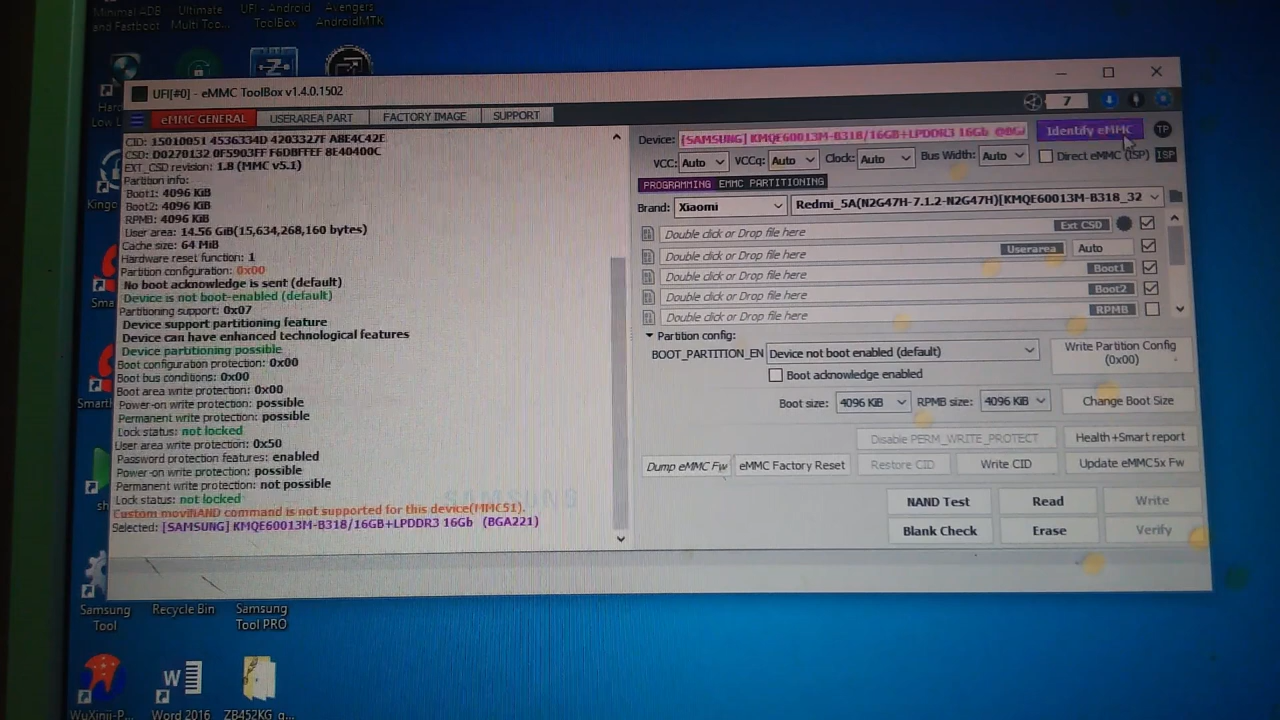 Minimal ADB
and Fastboot
Ultimate
Multi Too...
UFI - Android
ToolBox
Avengers
AndroidMTK
UFI[#0] - eMMC ToolBox v1.4.0.1502
eMMC GENERAL
USERAREA PART
FACTORY IMAGE
SUPPORT
7
CID: 15010051 4536334D 4203327F A8E4C42E
CSD: D0270132 0F5903FF F6DBFFEF 8E40400C
EXT_CSD revision: 1.8 (MMC v5.1)
Partition info:
Boot1: 4096 KiB
Boot2: 4096 KiB
RPMB: 4096 KiB
User area: 14.56 GiB(15,634,268,160 bytes)
Cache size: 64 MiB
Hardware reset function: 1
Partition configuration: 0x00
No boot acknowledge is sent (default)
Device is not boot-enabled (default)
Partitioning support: 0x07
Device support partitioning feature
Device can have enhanced technological features
Device partitioning possible
Boot configuration protection: 0x00
Boot bus conditions: 0x00
Boot area write protection: 0x00
Power-on write protection: possible
Permanent write protection: possible
Lock status: not locked
User area write protection: 0x50
Password protection features: enabled
Power-on write protection: possible
Permanent write protection: not possible
Lock status: not locked
Custom moviNAND command is not supported for this device(MMC51).
Selected: [SAMSUNG] KMQE60013M-B318/16GB+LPDDR3 16Gb (BGA221)
SAMSUNG
Device: [SAMSUNG] KMQE60013M-B318/16GB+LPDDR3 16Gb @BGA
Identify eMMC
TP
VCC: Auto
VCCq: Auto
Clock: Auto
Bus Width: Auto
Direct eMMC (ISP)
ISP
PROGRAMMING
EMMC PARTITIONING
Brand: Xiaomi
Redmi_5A(N2G47H-7.1.2-N2G47H)[KMQE60013M-B318_32
Double click or Drop file here
Ext CSD
Double click or Drop file here
Userarea
Auto
Double click or Drop file here
Boot1
Double click or Drop file here
Boot2
Double click or Drop file here
RPMB
Partition config:
BOOT_PARTITION_EN
Device not boot enabled (default)
Write Partition Config
(0x00)
Boot acknowledge enabled
Boot size: 4096 KiB
RPMB size: 4096 KiB
Change Boot Size
Disable PERM_WRITE_PROTECT
Health+Smart report
Dump eMMC Fw
eMMC Factory Reset
Restore CID
Write CID
Update eMMC5x Fw
NAND Test
Read
Write
Blank Check
Erase
Verify
Samsung
Tool
Recycle Bin
Samsung
Tool PRO
WuXinji-P...
Word 2016
ZB452KG_g...